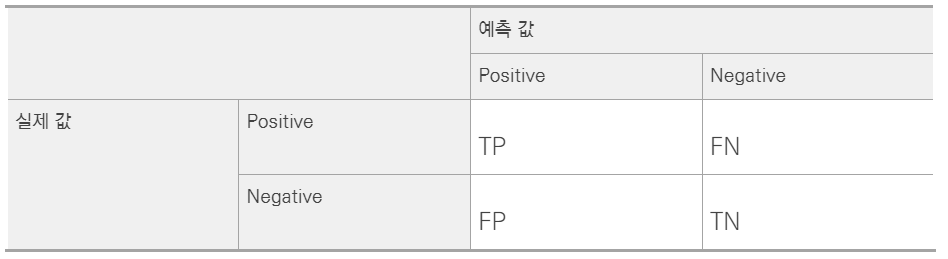 예측 값
Positive Negative
실제 값 Positive TP FN
Negative FP TN